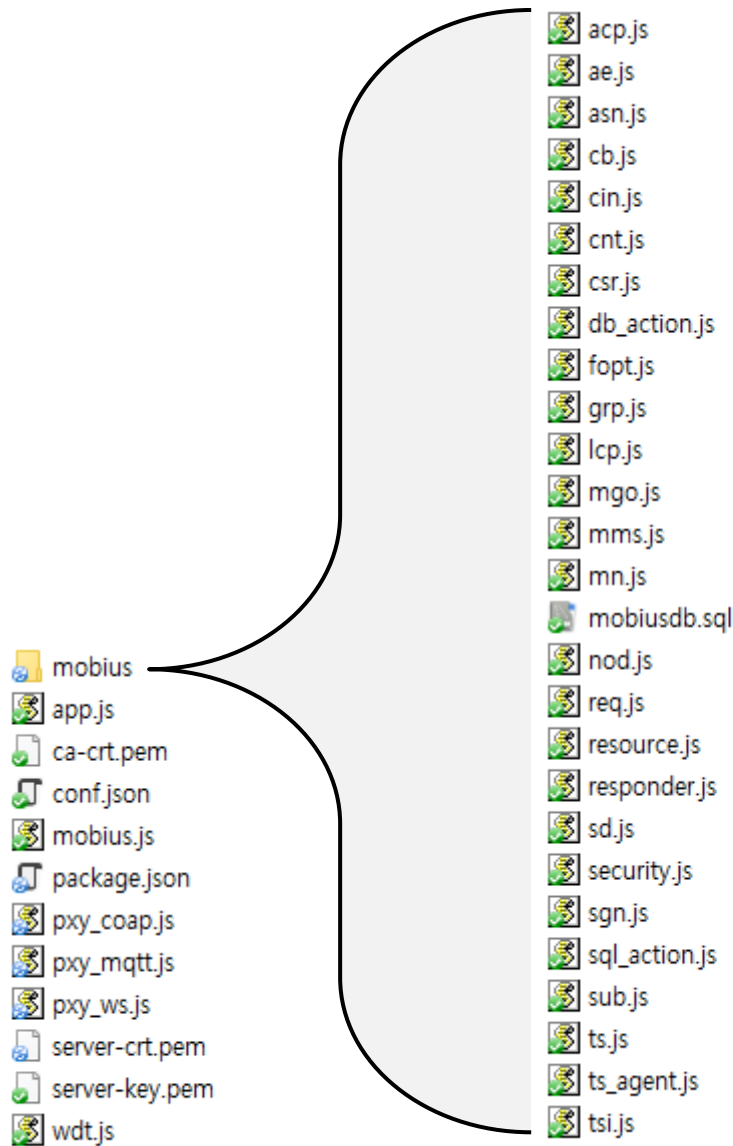 mobius
app.js
ca-crt.pem
conf.json
mobius.js
package.json
pxy_coap.js
pxy_mqtt.js
pxy_ws.js
server-crt.pem
server-key.pem
wdt.js
acp.js
ae.js
asn.js
cb.js
cin.js
cnt.js
csr.js
db_action.js
fopt.js
grp.js
lcp.js
mgo.js
mms.js
mn.js
mobiusdb.sql
nod.js
req.js
resource.js
responder.js
sd.js
security.js
sgn.js
sql_action.js
sub.js
ts.js
ts_agent.js
tsi.js